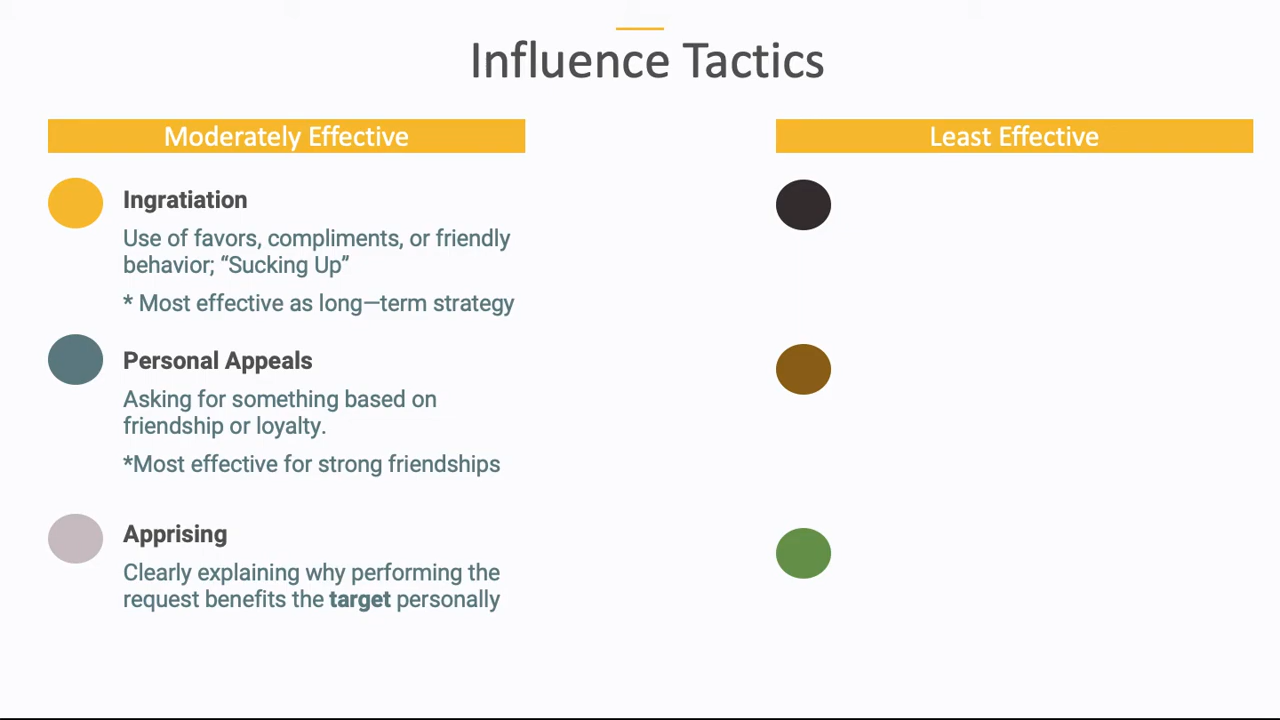 Influence Tactics
Moderately Effective
Least Effective
Ingratiation
Use of favors, compliments, or friendly
behavior; “Sucking Up”
* Most effective as long—term strategy
Personal Appeals
Asking for something based on
friendship or loyalty.
*Most effective for strong friendships
Apprising
Clearly explaining why performing the
request benefits the target personally